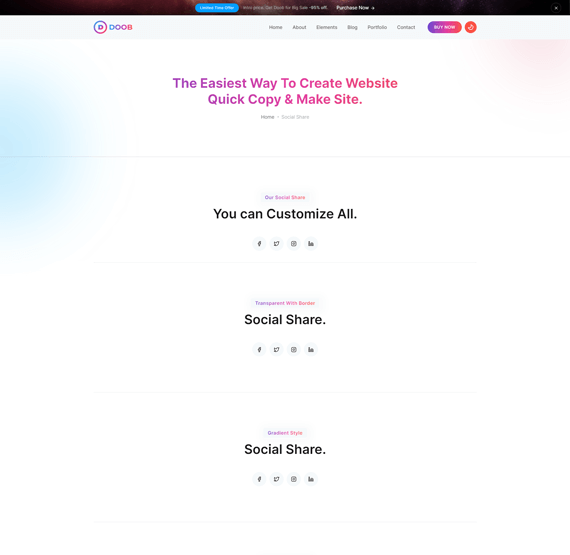 Limited Time Offer Intro price. Get Doob for Big Sale -95% off. Purchase Now
DOOB Home About Elements Blog Portfolio Contact BUY NOW
The Easiest Way To Create Website
Quick Copy & Make Site.
Home Social Share
Our Social Share
You can Customize All.
Transparent With Border
Social Share.
Gradient Style
Social Share.